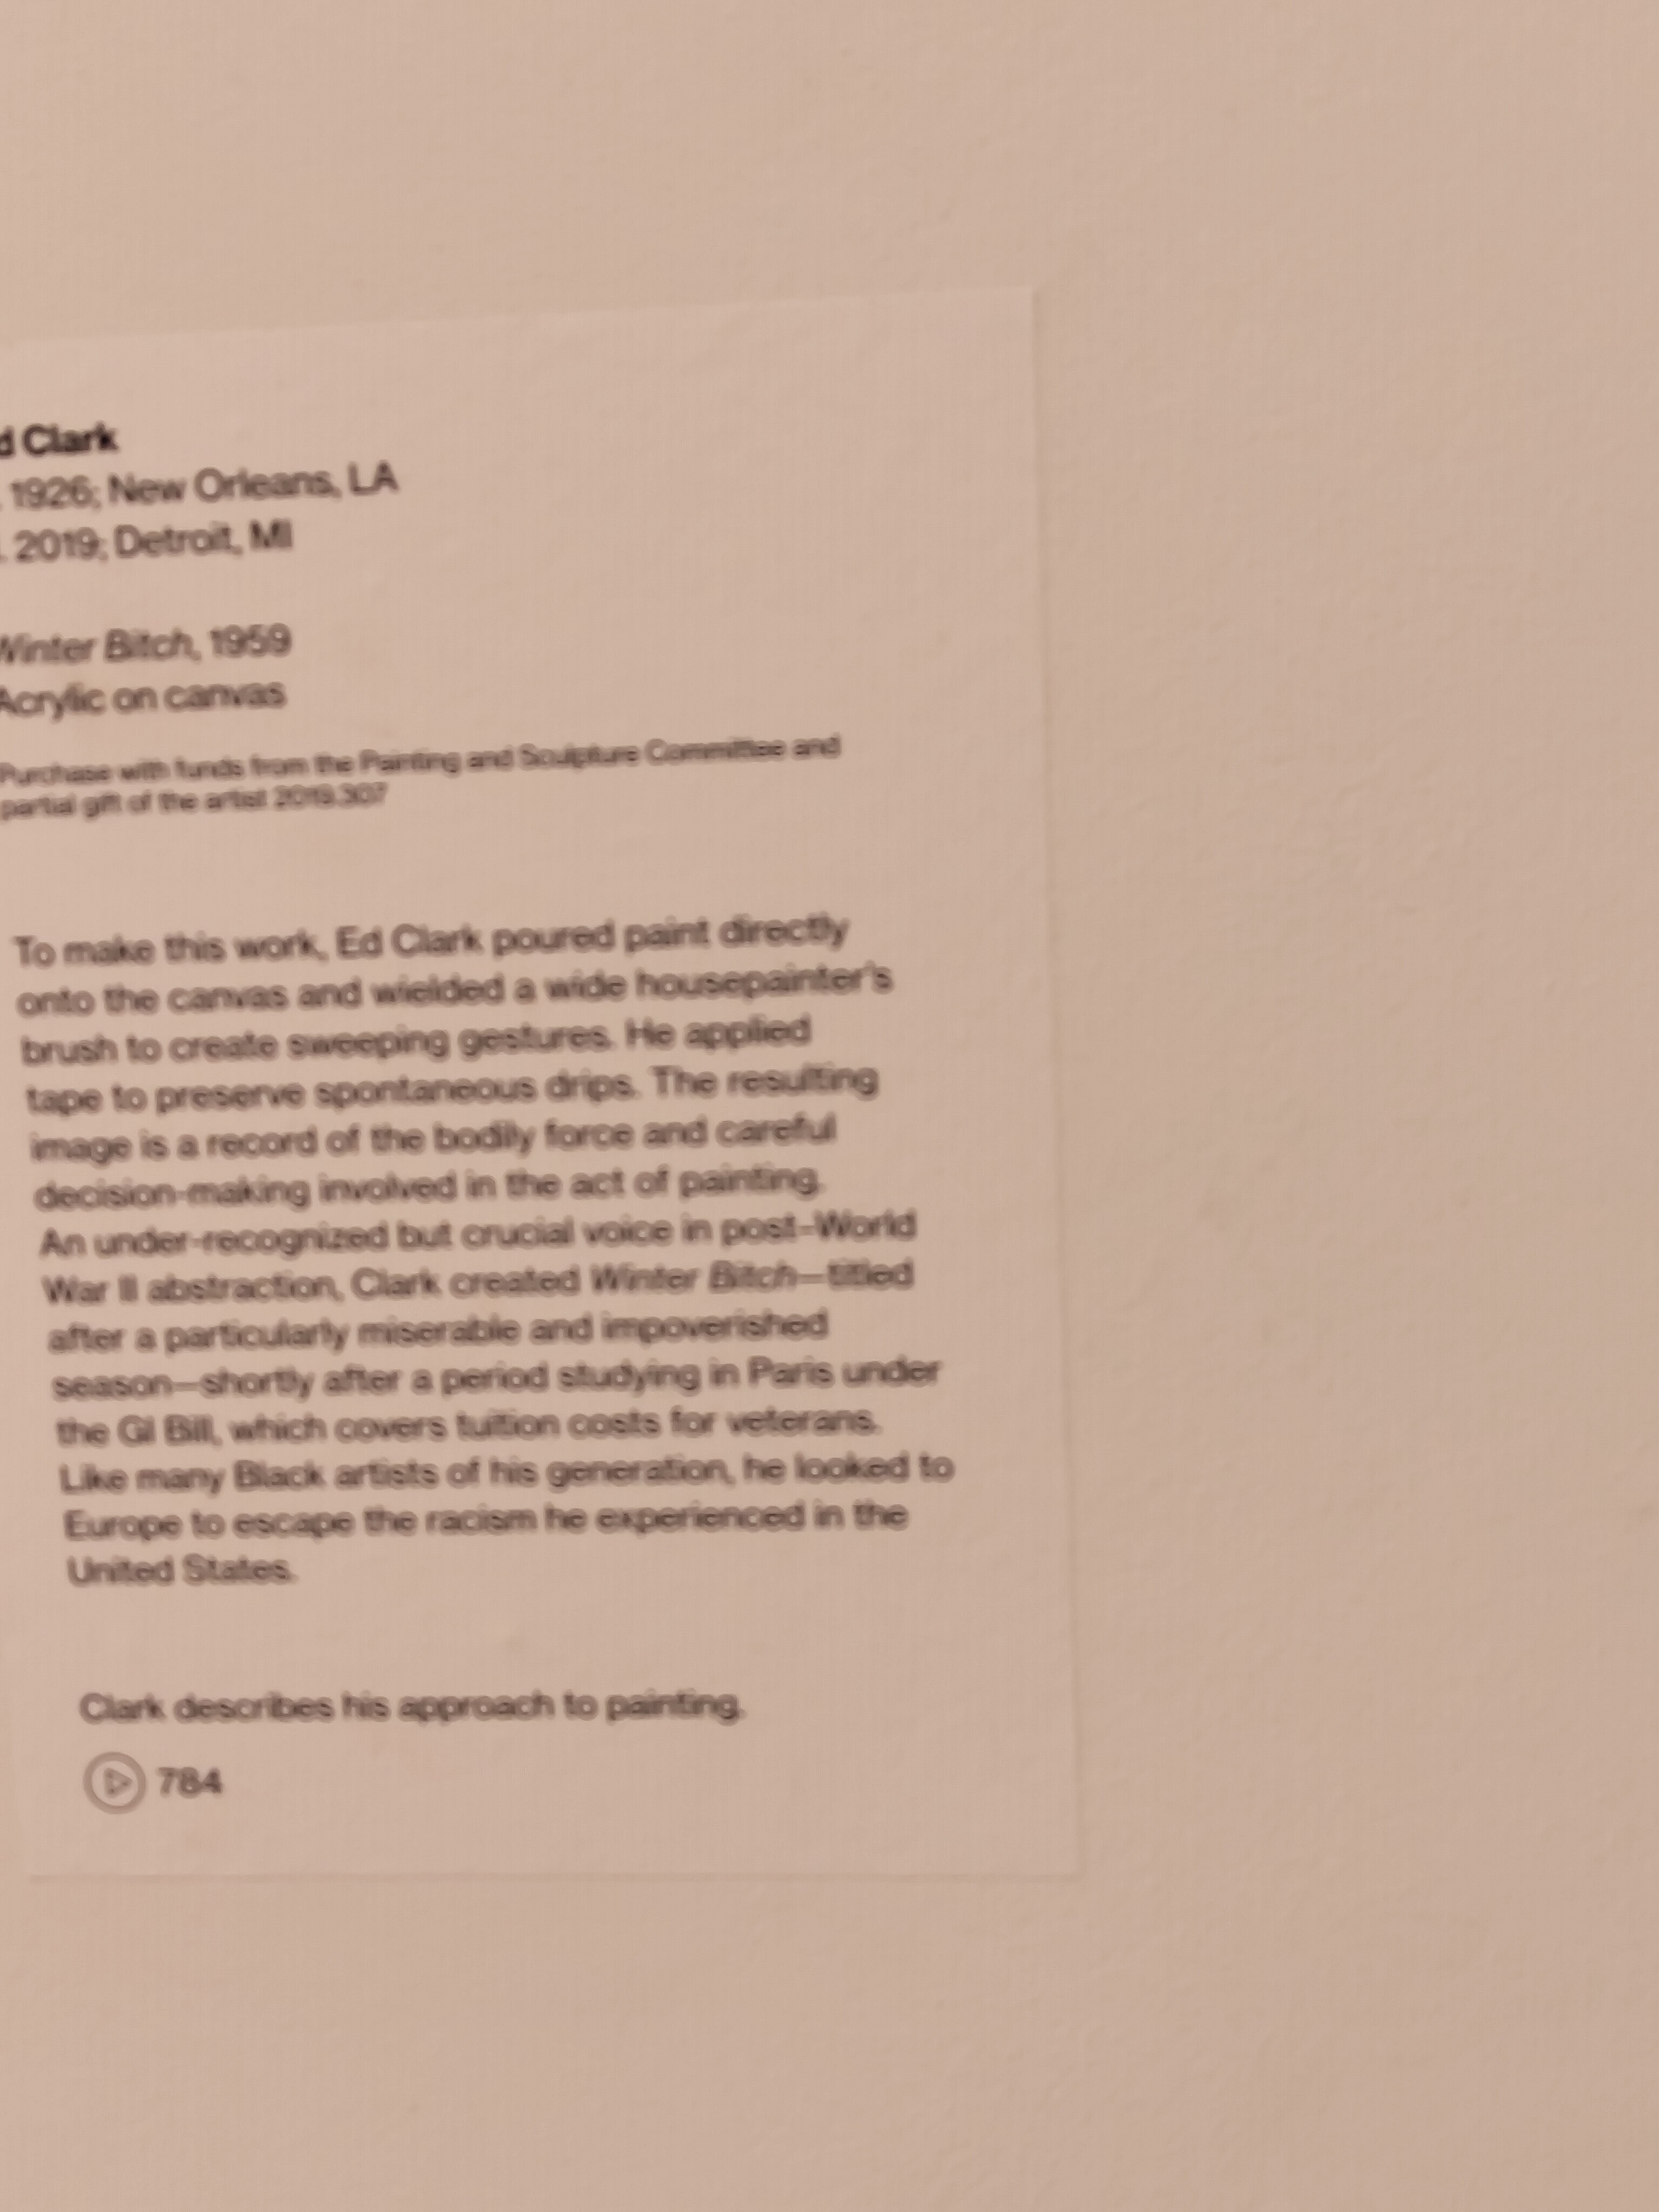 d Clark
. 1926; New Orleans, LA
. 2019; Detroit, MI
Winter Bitch, 1959
Acrylic on canvas
Purchase with funds from the Painting and Sculpture Committee and
partial gift of the artist 2019.307
To make this work, Ed Clark poured paint directly
onto the canvas and wielded a wide housepainter's
brush to create sweeping gestures. He applied
tape to preserve spontaneous drips. The resulting
image is a record of the bodily force and careful
decision-making involved in the act of painting.
An under-recognized but crucial voice in post–World
War II abstraction, Clark created Winter Bitch—titled
after a particularly miserable and impoverished
season—shortly after a period studying in Paris under
the GI Bill, which covers tuition costs for veterans.
Like many Black artists of his generation, he looked to
Europe to escape the racism he experienced in the
United States.
Clark describes his approach to painting.
784